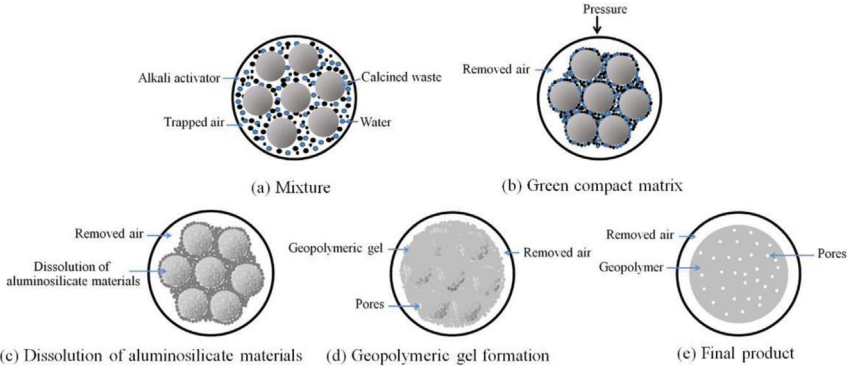 Pressure
Alkali activator
Calcined waste
Trapped air
Water
Removed air
(a) Mixture
(b) Green compact matrix
Removed air
Dissolution of
aluminosilicate materials
Geopolymeric gel
Removed air
Pores
Removed air
Geopolymer
Pores
(c) Dissolution of aluminosilicate materials
(d) Geopolymeric gel formation
(e) Final product